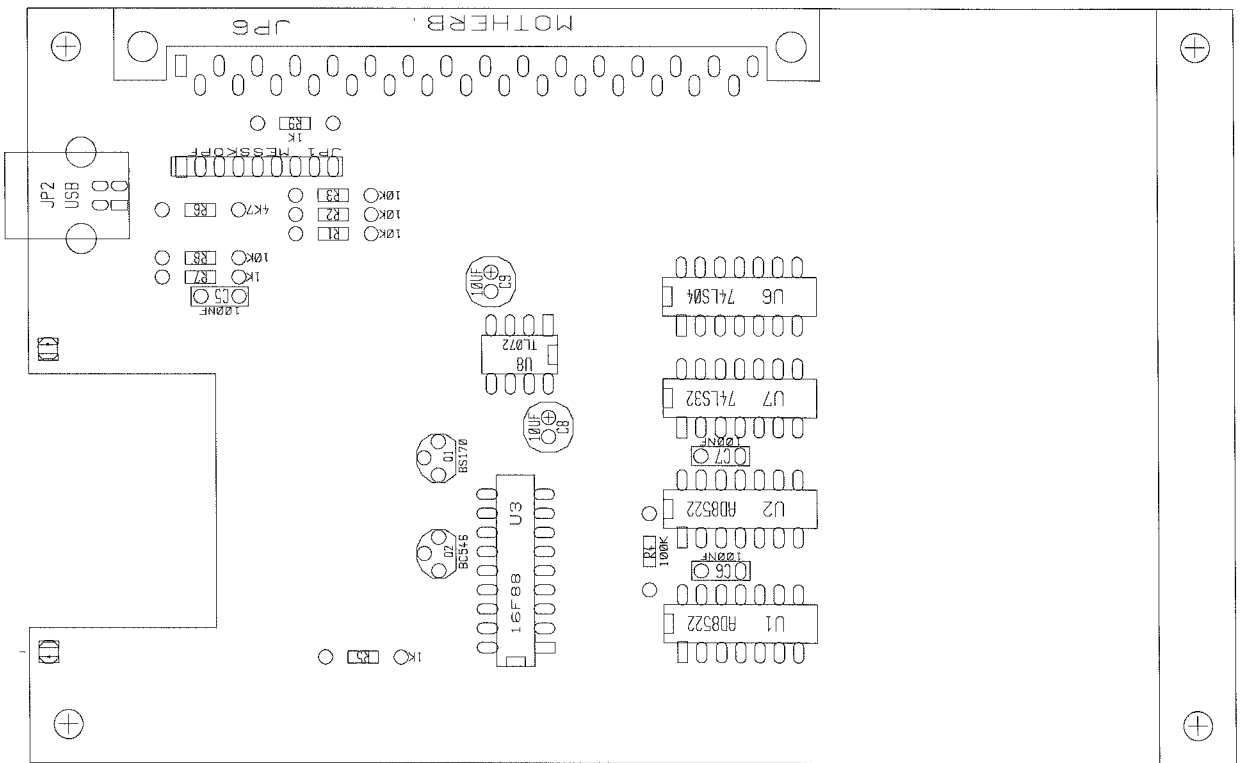 JP6 MOTHERB.
R9
1K
JP1 MESSKOPF
JP2
USB
R3 10K
R6 4K7
R2 10K
R1 10K
R8 10K
R7 1K
C5
100NF
10UF C9
U6 74LS04
TL072
U8
U7 74LS32
10UF C8
100NF
C7
Q1
BS170
U2 AD8522
U3
16F88
Q2
BC546
R4
100K
100NF
C6
U1 AD8522
R5 1K